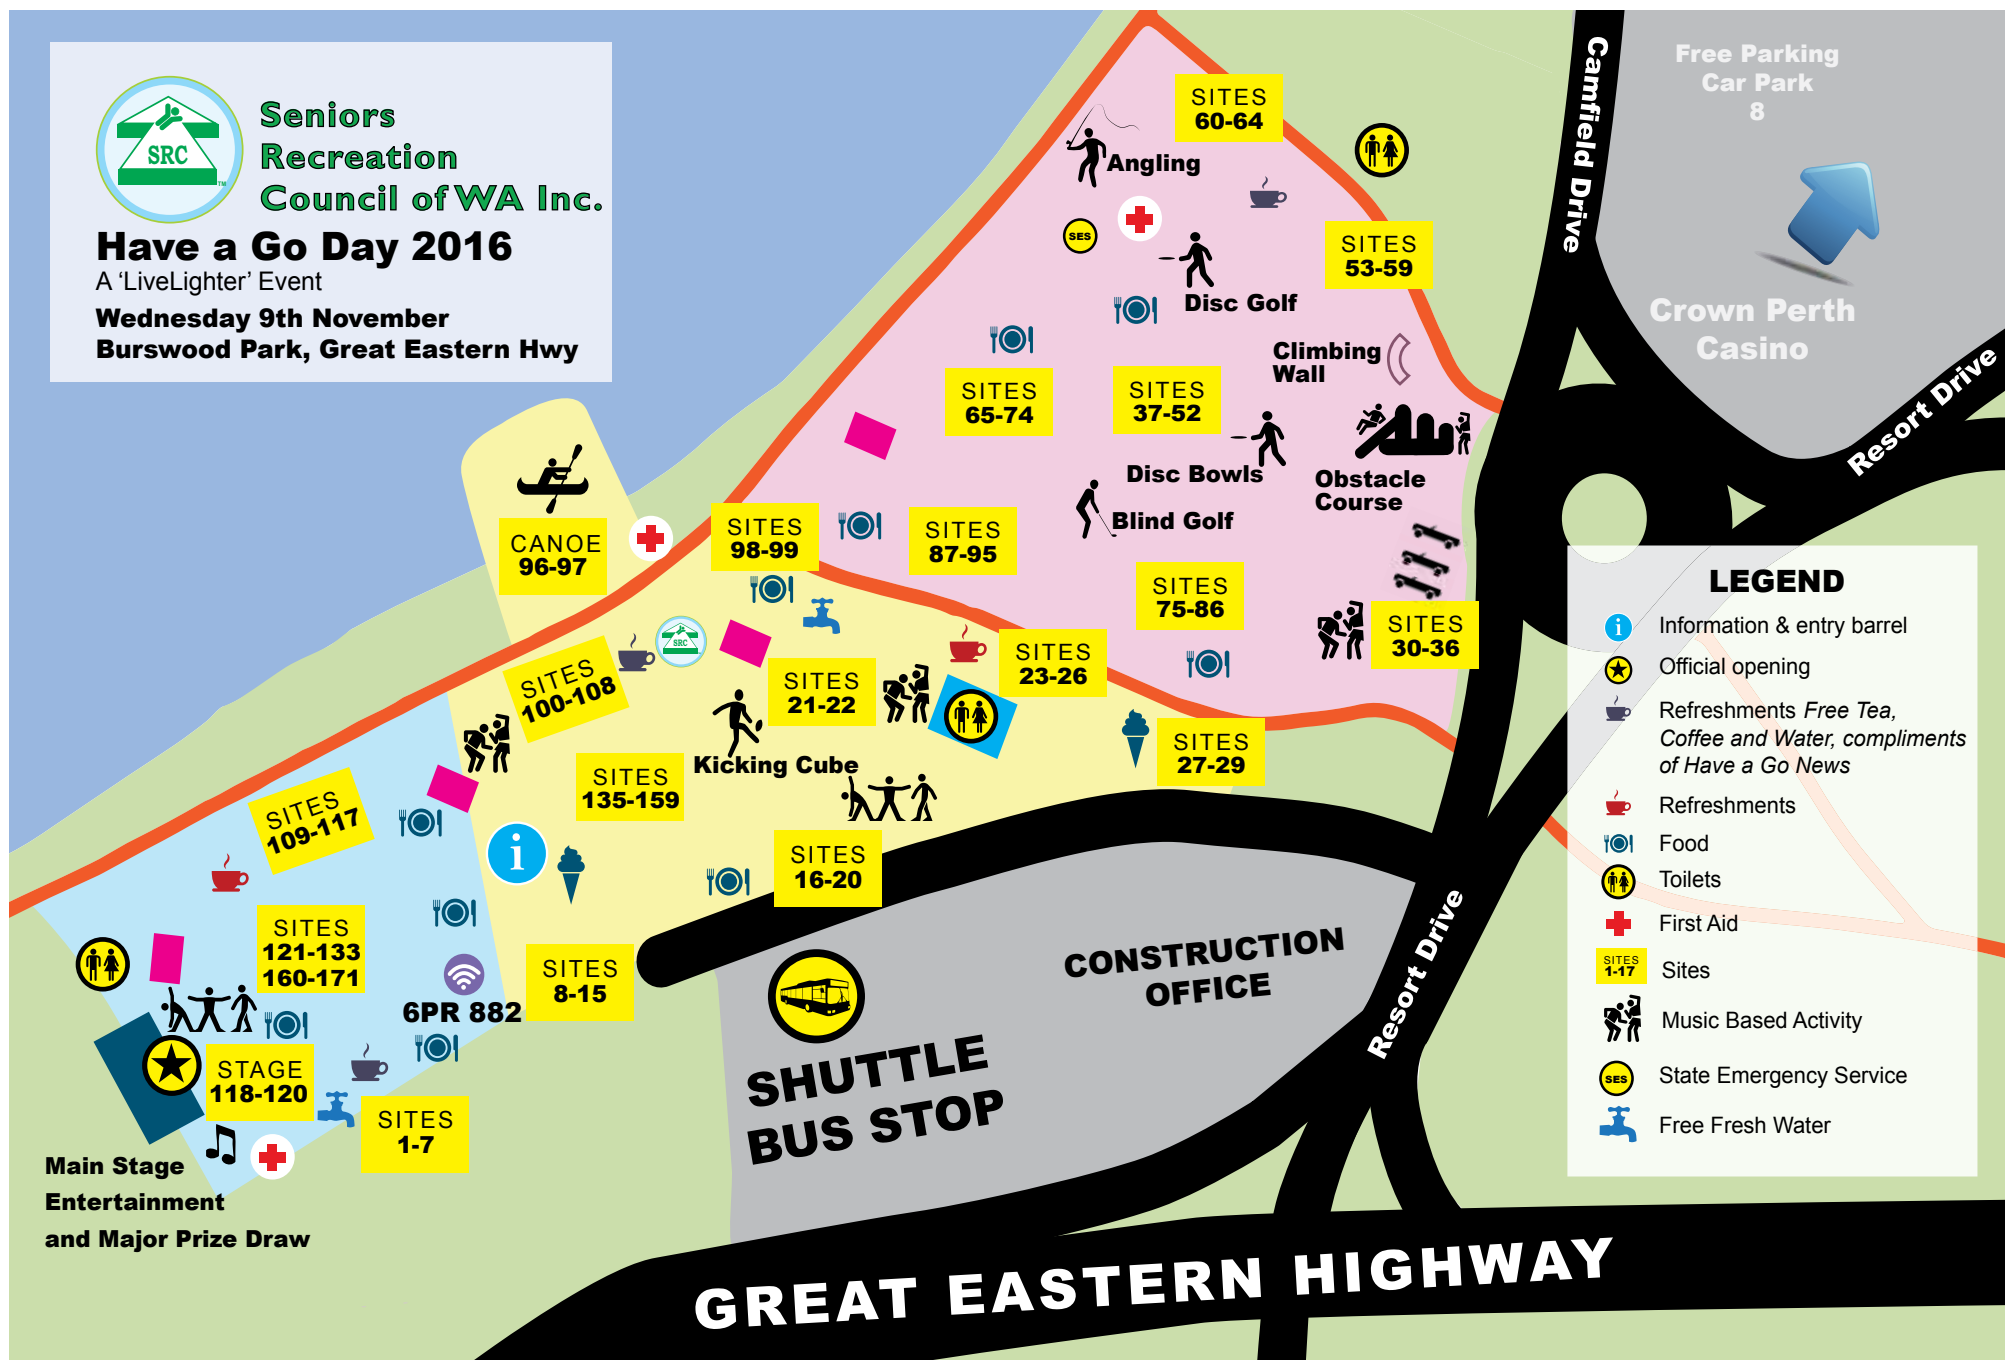 SRC
TM
Seniors
Recreation
Council of WA Inc.
Have a Go Day 2016
A ‘LiveLighter’ Event
Wednesday 9th November
Burswood Park, Great Eastern Hwy
Free Parking
Car Park
8
Camfield Drive
Crown Perth
Casino
Resort Drive
SITES
60-64
Angling
SES
SITES
53-59
Disc Golf
Climbing
Wall
SITES
65-74
SITES
37-52
Disc Bowls
Obstacle
Course
Blind Golf
CANOE
96-97
SITES
98-99
SITES
87-95
SITES
75-86
SITES
30-36
SRC
SITES
100-108
SITES
21-22
SITES
23-26
SITES
27-29
Kicking Cube
SITES
135-159
SITES
109-117
i
SITES
16-20
SITES
121-133
160-171
6PR 882
SITES
8-15
STAGE
118-120
SITES
1-7
Main Stage
Entertainment
and Major Prize Draw
SHUTTLE
BUS STOP
CONSTRUCTION
OFFICE
Resort Drive
GREAT EASTERN HIGHWAY
LEGEND
i
Information & entry barrel
Official opening
Refreshments Free Tea,
Coffee and Water, compliments
of Have a Go News
Refreshments
Food
Toilets
First Aid
SITES
1-17
Sites
Music Based Activity
SES
State Emergency Service
Free Fresh Water